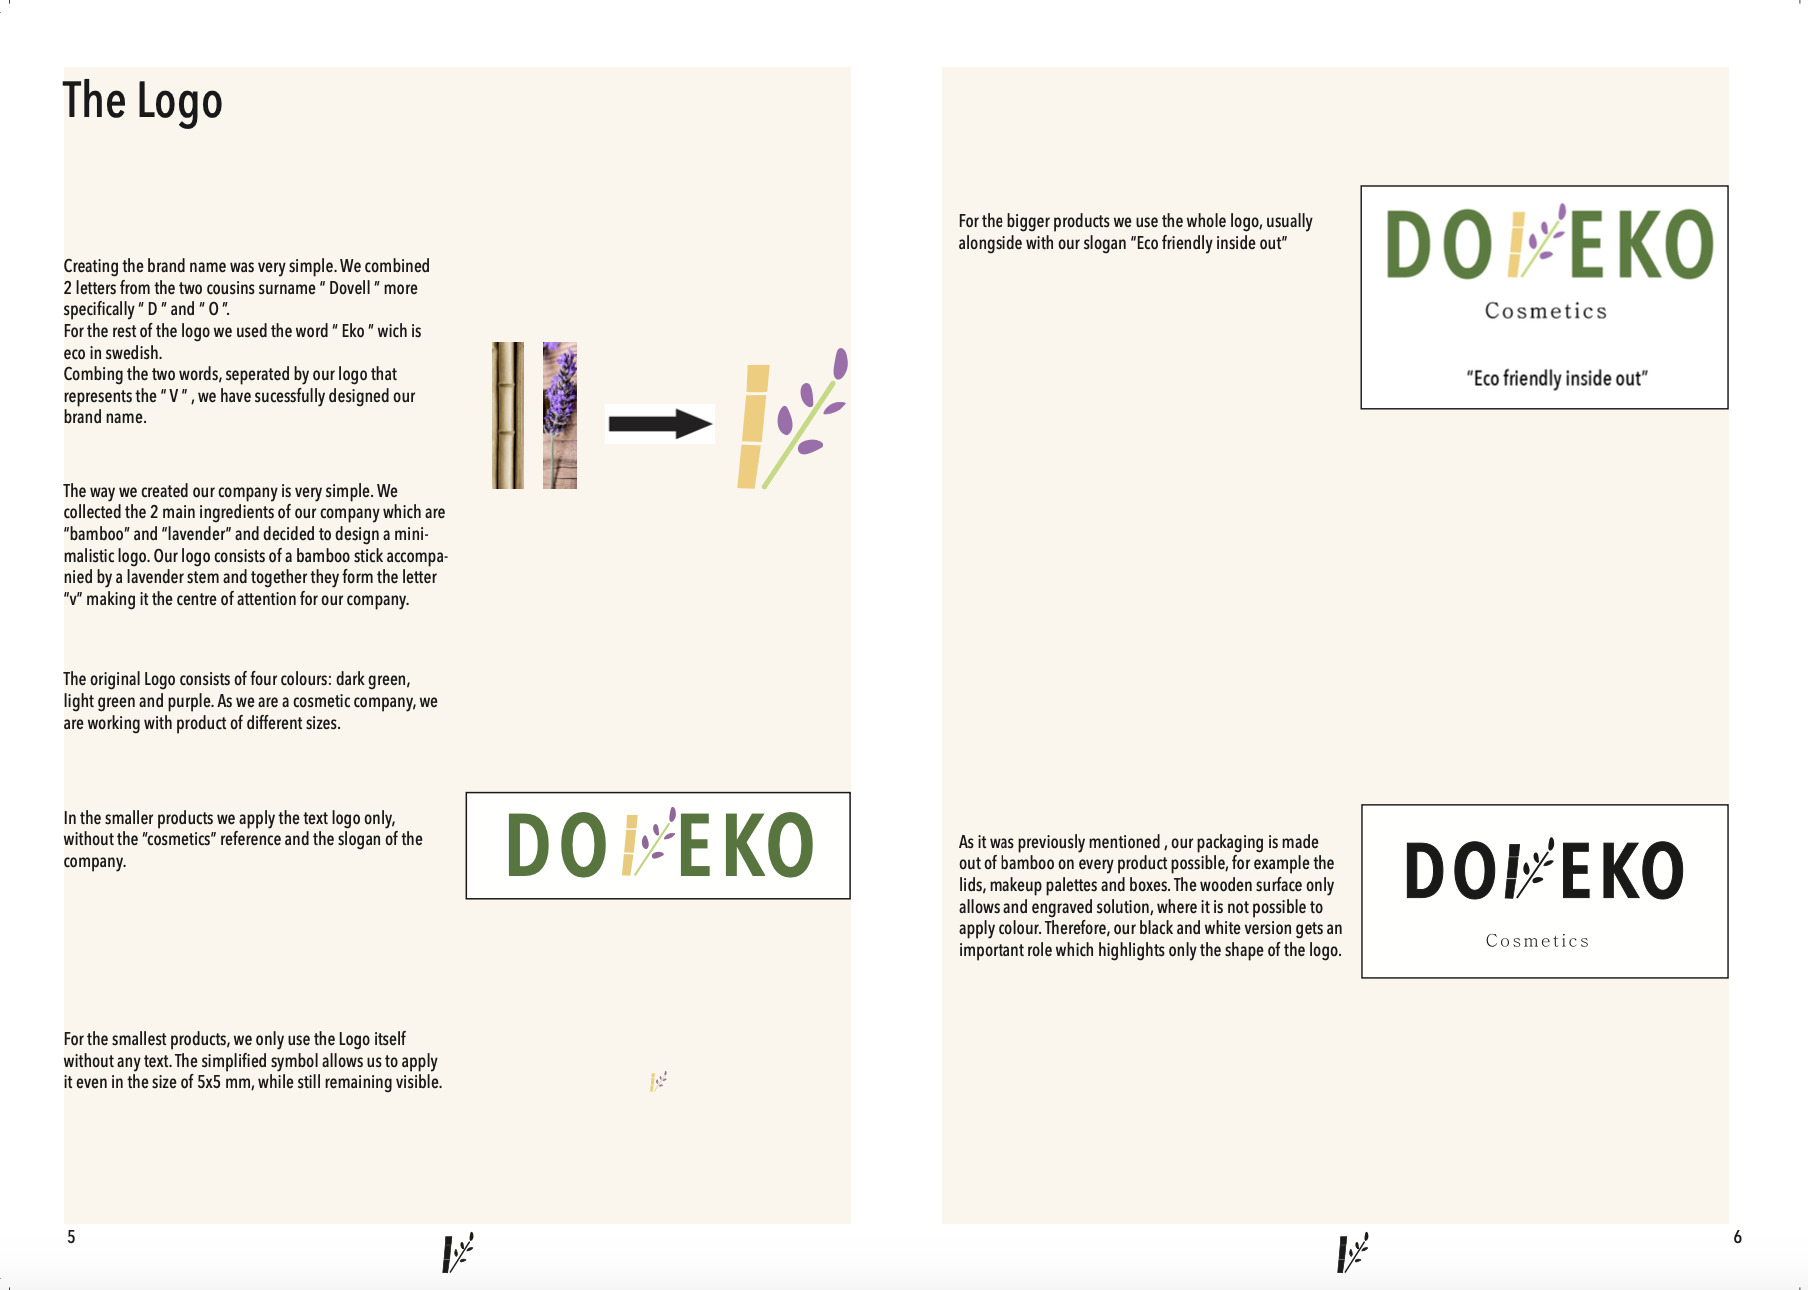 The Logo
Creating the brand name was very simple. We combined
2 letters from the two cousins surname “ Dovell ” more
specifically “ D ” and “ O ”.
For the rest of the logo we used the word “ Eko ” wich is
eco in swedish.
Combing the two words, seperated by our logo that
represents the “ V “ , we have sucessfully designed our
brand name.
The way we created our company is very simple. We
collected the 2 main ingredients of our company which are
“bamboo” and “lavender” and decided to design a mini-
malistic logo. Our logo consists of a bamboo stick accompa-
nied by a lavender stem and together they form the letter
“v” making it the centre of attention for our company.
The original Logo consists of four colours: dark green,
light green and purple. As we are a cosmetic company, we
are working with product of different sizes.
In the smaller products we apply the text logo only,
without the “cosmetics” reference and the slogan of the
company.
DOVEKO
For the smallest products, we only use the Logo itself
without any text. The simplified symbol allows us to apply
it even in the size of 5x5 mm, while still remaining visible.
5
For the bigger products we use the whole logo, usually
alongside with our slogan “Eco friendly inside out”
DOVEKO
Cosmetics
“Eco friendly inside out”
As it was previously mentioned , our packaging is made
out of bamboo on every product possible, for example the
lids, makeup palettes and boxes. The wooden surface only
allows and engraved solution, where it is not possible to
apply colour. Therefore, our black and white version gets an
important role which highlights only the shape of the logo.
DOVEKO
Cosmetics
6